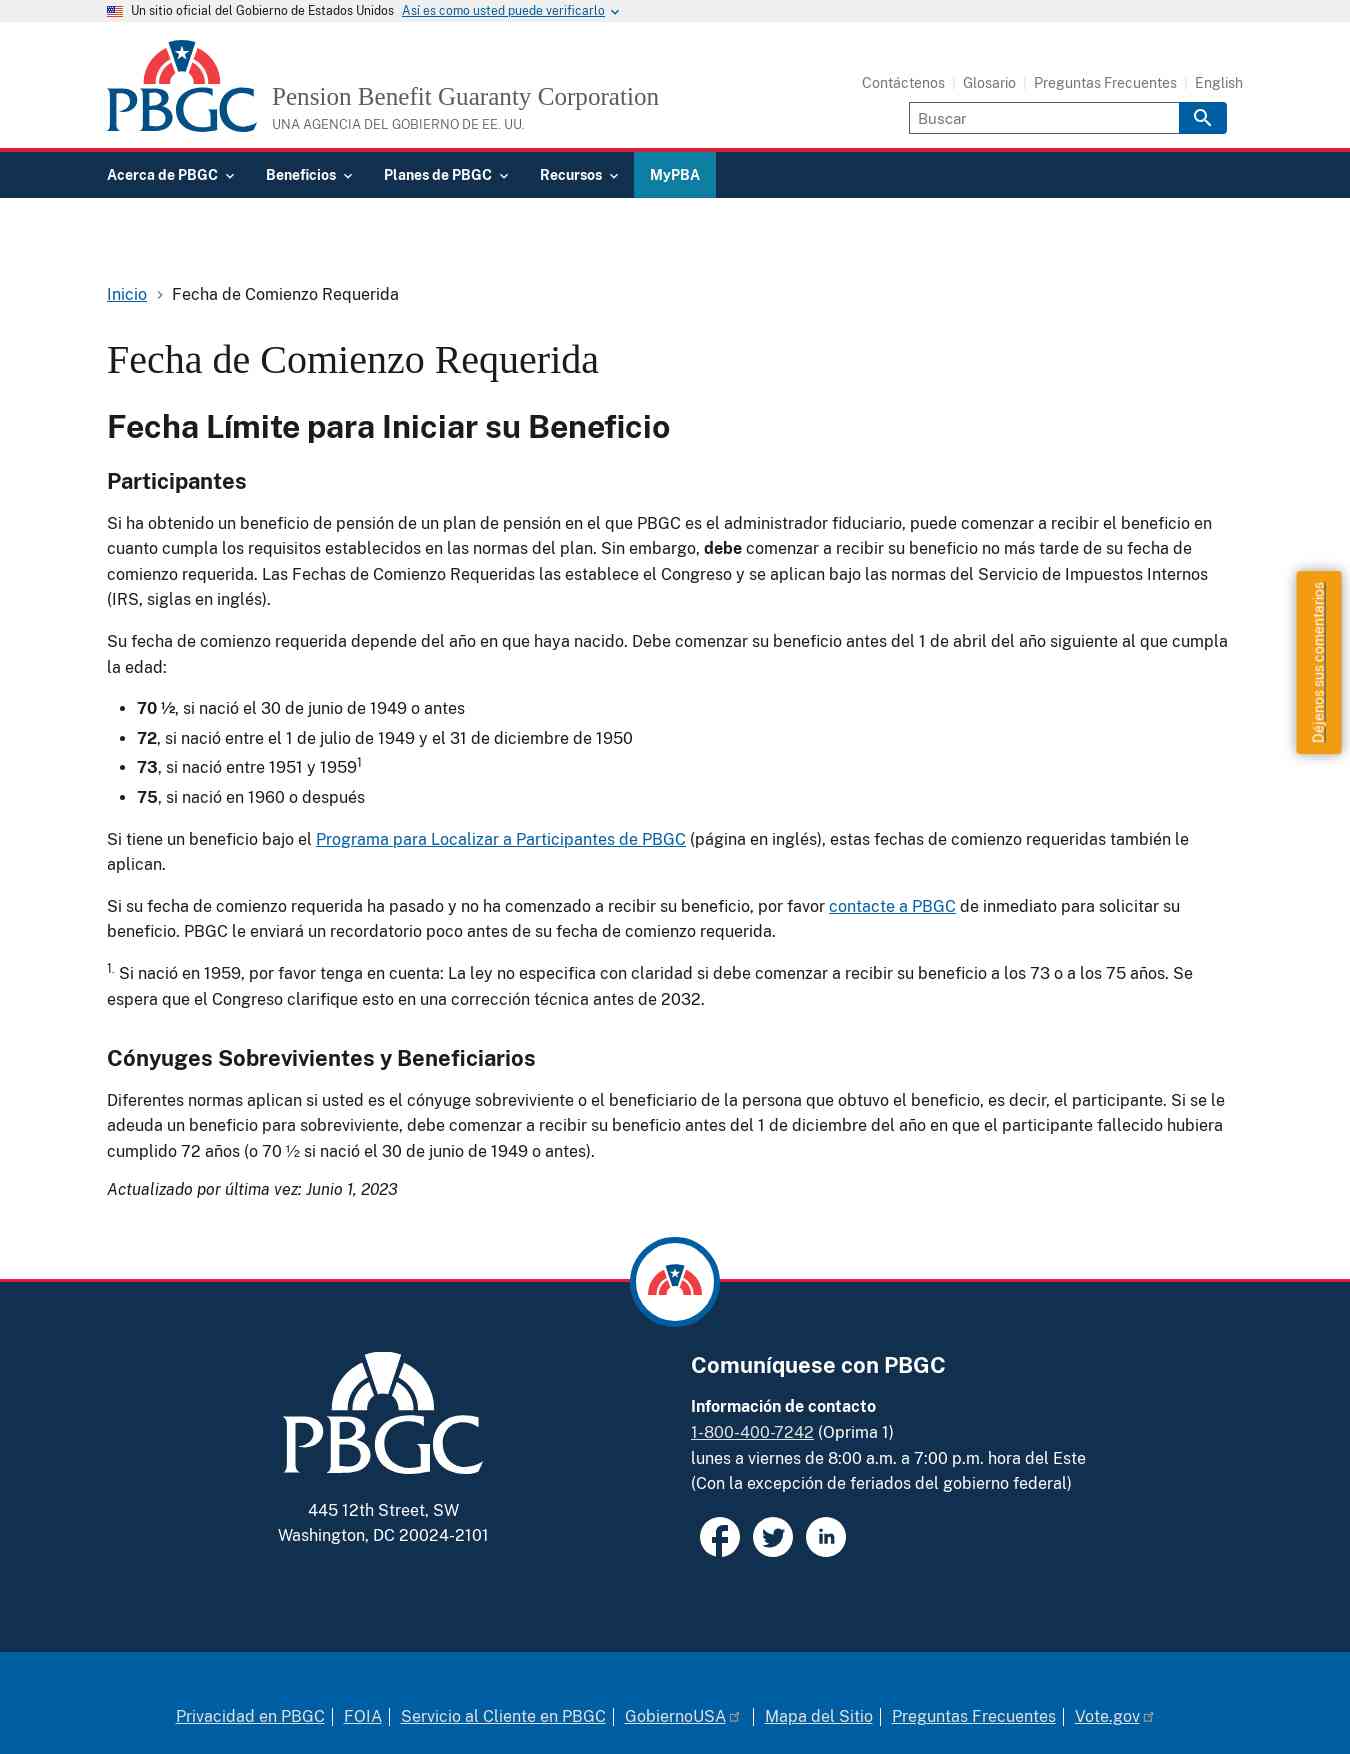 Un sitio oficial del Gobierno de Estados Unidos Así es como usted puede verificarlo
PBGC
Pension Benefit Guaranty Corporation
UNA AGENCIA DEL GOBIERNO DE EE. UU.
Contáctenos | Glosario | Preguntas Frecuentes | English
Buscar
Acerca de PBGC Beneficios Planes de PBGC Recursos MyPBA
Inicio > Fecha de Comienzo Requerida
Fecha de Comienzo Requerida
Fecha Límite para Iniciar su Beneficio
Participantes
Si ha obtenido un beneficio de pensión de un plan de pensión en el que PBGC es el administrador fiduciario, puede comenzar a recibir el beneficio en
cuanto cumpla los requisitos establecidos en las normas del plan. Sin embargo, debe comenzar a recibir su beneficio no más tarde de su fecha de
comienzo requerida. Las Fechas de Comienzo Requeridas las establece el Congreso y se aplican bajo las normas del Servicio de Impuestos Internos
(IRS, siglas en inglés).
Su fecha de comienzo requerida depende del año en que haya nacido. Debe comenzar su beneficio antes del 1 de abril del año siguiente al que cumpla
la edad:
• 70 ½, si nació el 30 de junio de 1949 o antes
• 72, si nació entre el 1 de julio de 1949 y el 31 de diciembre de 1950
• 73, si nació entre 1951 y 1959¹
• 75, si nació en 1960 o después
Si tiene un beneficio bajo el Programa para Localizar a Participantes de PBGC (página en inglés), estas fechas de comienzo requeridas también le
aplican.
Si su fecha de comienzo requerida ha pasado y no ha comenzado a recibir su beneficio, por favor contacte a PBGC de inmediato para solicitar su
beneficio. PBGC le enviará un recordatorio poco antes de su fecha de comienzo requerida.
1. Si nació en 1959, por favor tenga en cuenta: La ley no especifica con claridad si debe comenzar a recibir su beneficio a los 73 o a los 75 años. Se
espera que el Congreso clarifique esto en una corrección técnica antes de 2032.
Cónyuges Sobrevivientes y Beneficiarios
Diferentes normas aplican si usted es el cónyuge sobreviviente o el beneficiario de la persona que obtuvo el beneficio, es decir, el participante. Si se le
adeuda un beneficio para sobreviviente, debe comenzar a recibir su beneficio antes del 1 de diciembre del año en que el participante fallecido hubiera
cumplido 72 años (o 70 ½ si nació el 30 de junio de 1949 o antes).
Actualizado por última vez: Junio 1, 2023
Déjenos sus comentarios
PBGC
445 12th Street, SW
Washington, DC 20024-2101
Comuníquese con PBGC
Información de contacto
1-800-400-7242 (Oprima 1)
lunes a viernes de 8:00 a.m. a 7:00 p.m. hora del Este
(Con la excepción de feriados del gobierno federal)
Privacidad en PBGC | FOIA | Servicio al Cliente en PBGC | GobiernoUSA | Mapa del Sitio | Preguntas Frecuentes | Vote.gov